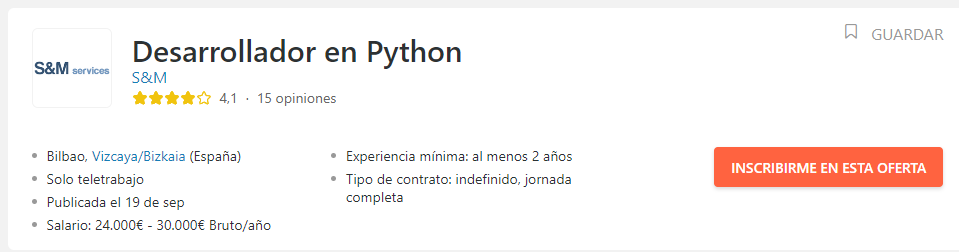 GUARDAR
S&M services
Desarrollador en Python
S&M
4,1 · 15 opiniones
Bilbao, Vizcaya/Bizkaia (España)
Solo teletrabajo
Publicada el 19 de sep
Salario: 24.000€ - 30.000€ Bruto/año
Experiencia mínima: al menos 2 años
Tipo de contrato: indefinido, jornada
completa
INSCRIBIRME EN ESTA OFERTA